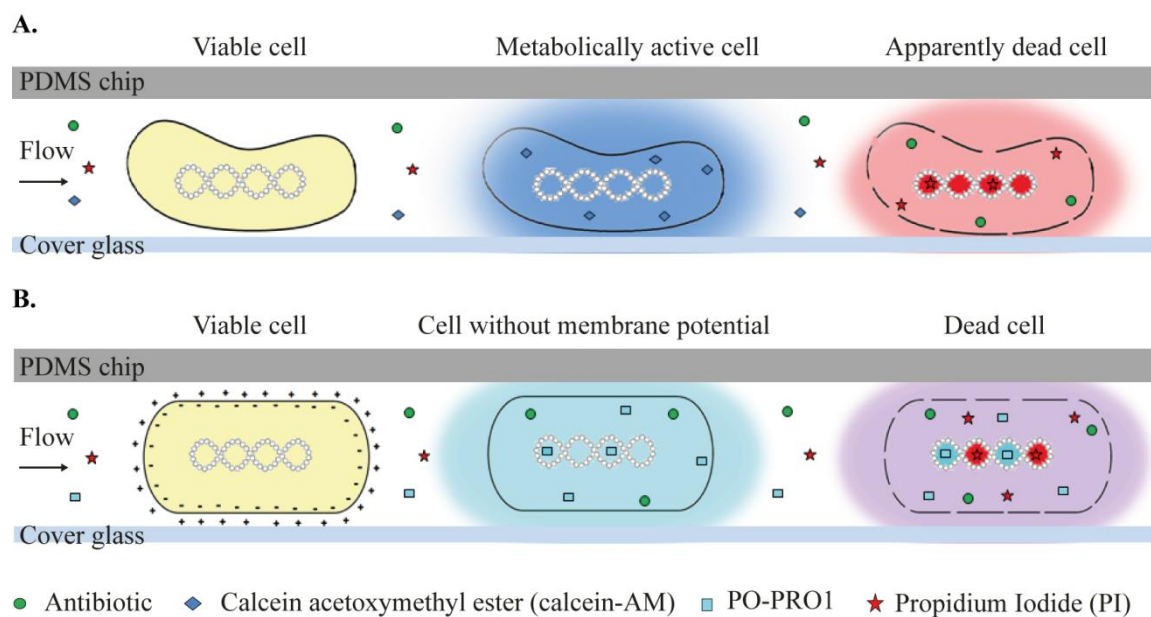 A.
Viable cell Metabolically active cell Apparently dead cell
PDMS chip
Flow
Cover glass
B.
Viable cell Cell without membrane potential Dead cell
PDMS chip
Flow
Cover glass
Antibiotic Calcein acetoxymethyl ester (calcein-AM) PO-PRO1 Propidium Iodide (PI)